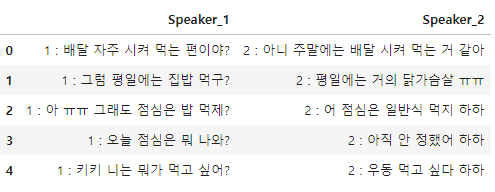 Speaker_1 Speaker_2
0 1 : 배달 자주 시켜 먹는 편이야? 2 : 아니 주말에는 배달 시켜 먹는 거 같아
1 1 : 그럼 평일에는 집밥 먹구? 2 : 평일에는 거의 닭가슴살 ㅠㅠ
2 1 : 아 ㅠㅠ 그래도 점심은 밥 먹제? 2 : 어 점심은 일반식 먹지 하하
3 1 : 오늘 점심은 뭐 나와? 2 : 아직 안 정했어 하하
4 1 : 키키 니는 뭐가 먹고 싶어? 2 : 우동 먹고 싶다 하하